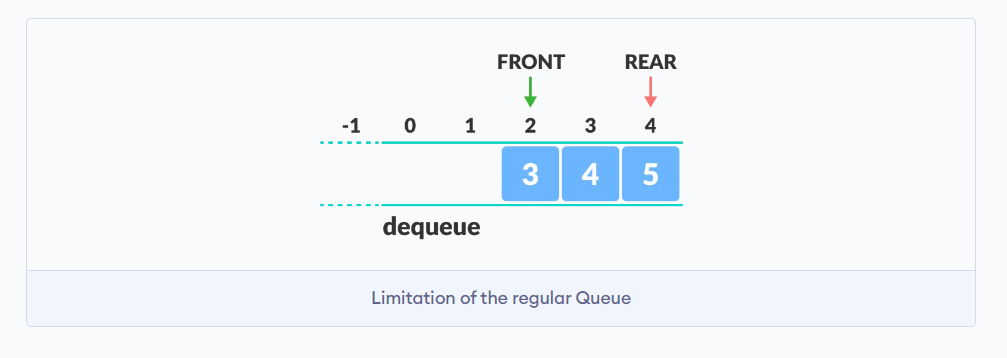 FRONT REAR
-1 0 1 2 3 4
3 4 5
dequeue
Limitation of the regular Queue